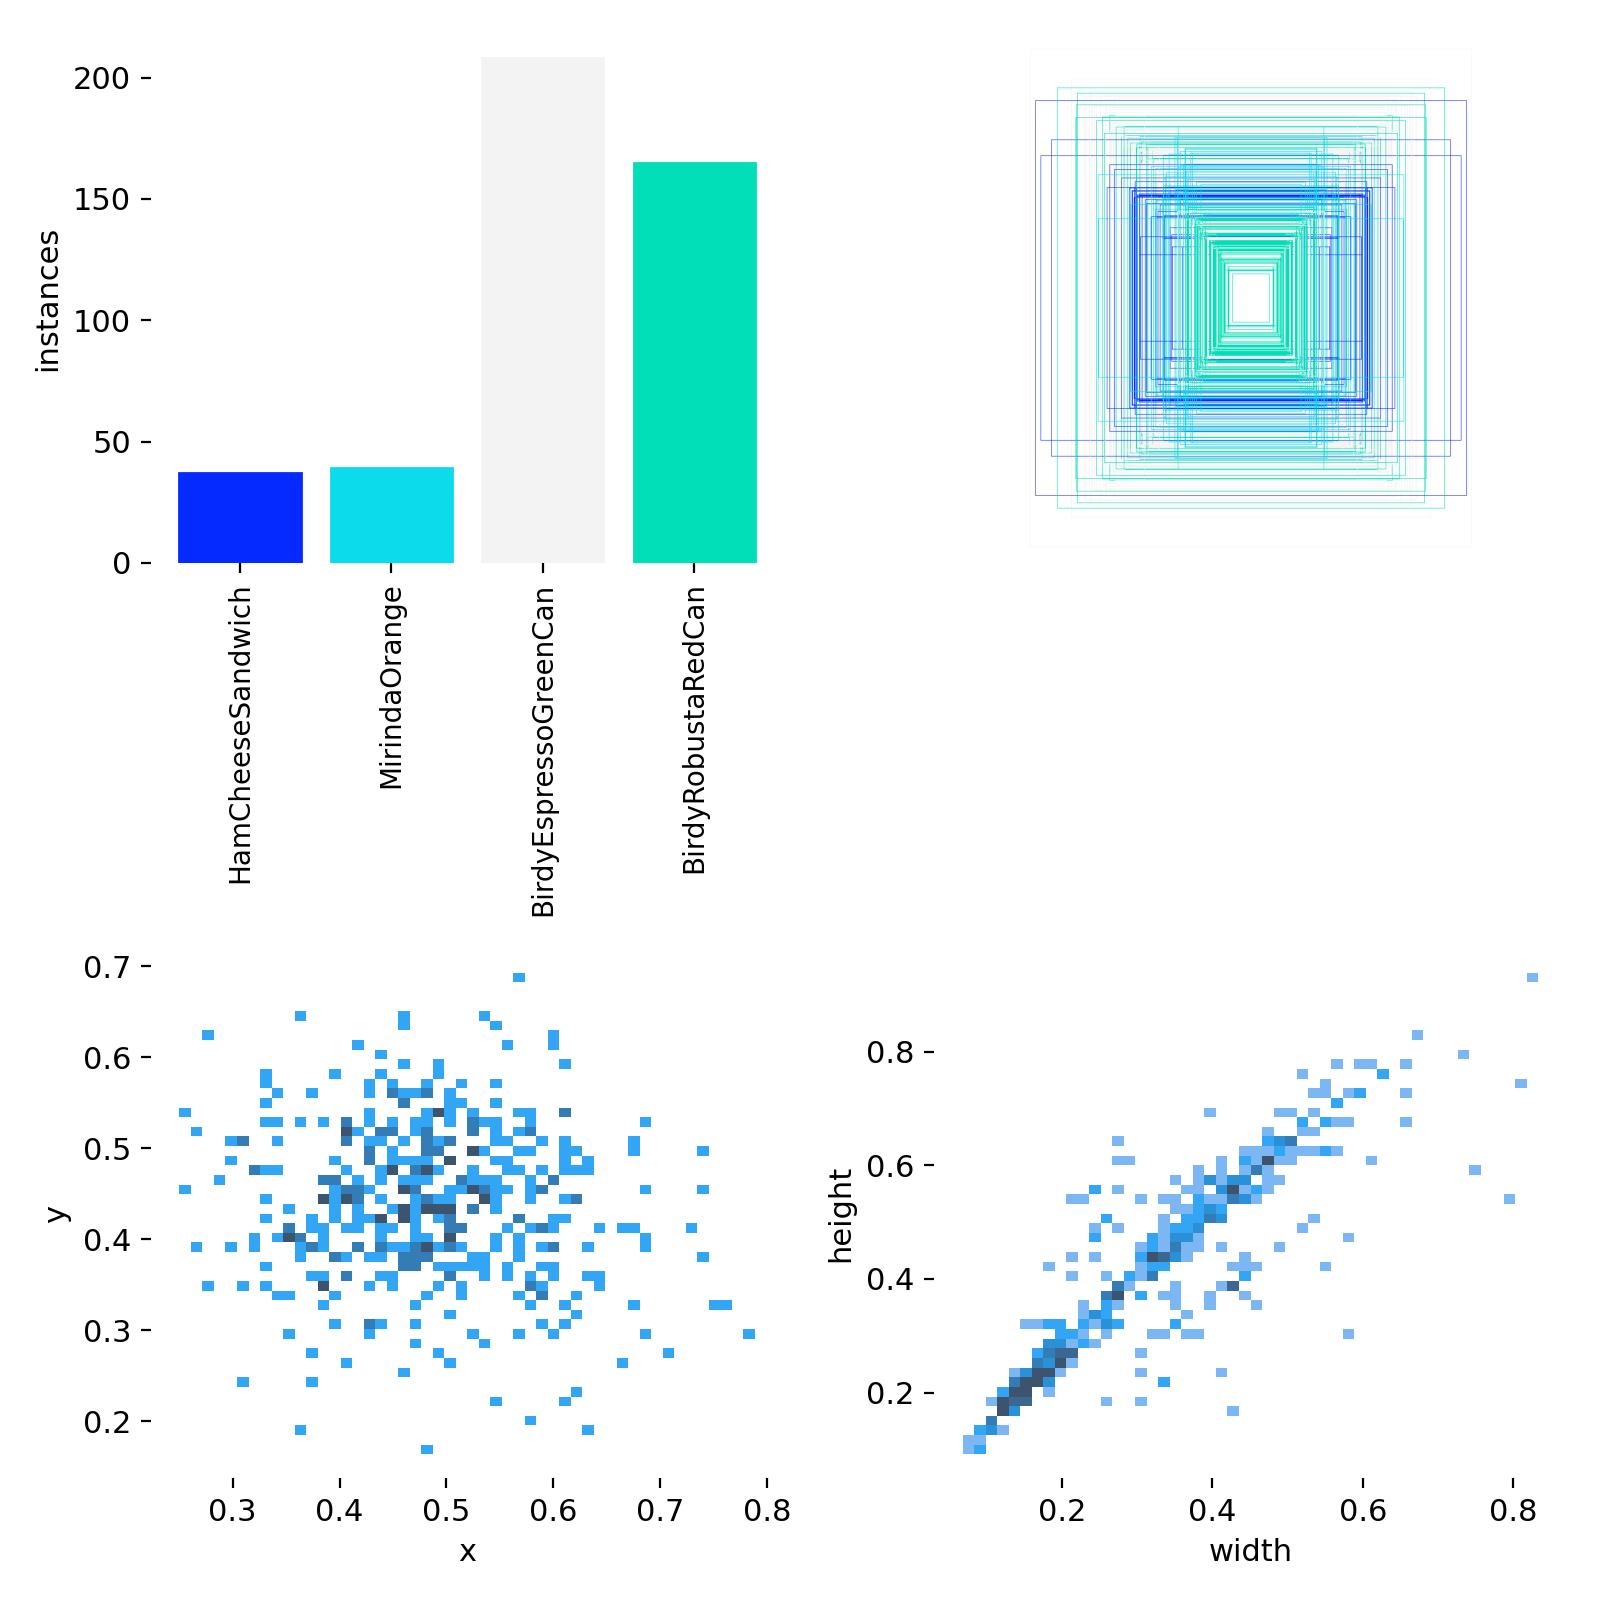 200
150
100
50
0
instances
HamCheeseSandwich
MirindaOrange
BirdyEspressoGreenCan
BirdyRobustaRedCan
0.7
0.6
0.5
0.4
0.3
0.2
y
0.3 0.4 0.5 0.6 0.7 0.8
x
0.8
0.6
0.4
0.2
height
0.2 0.4 0.6 0.8
width